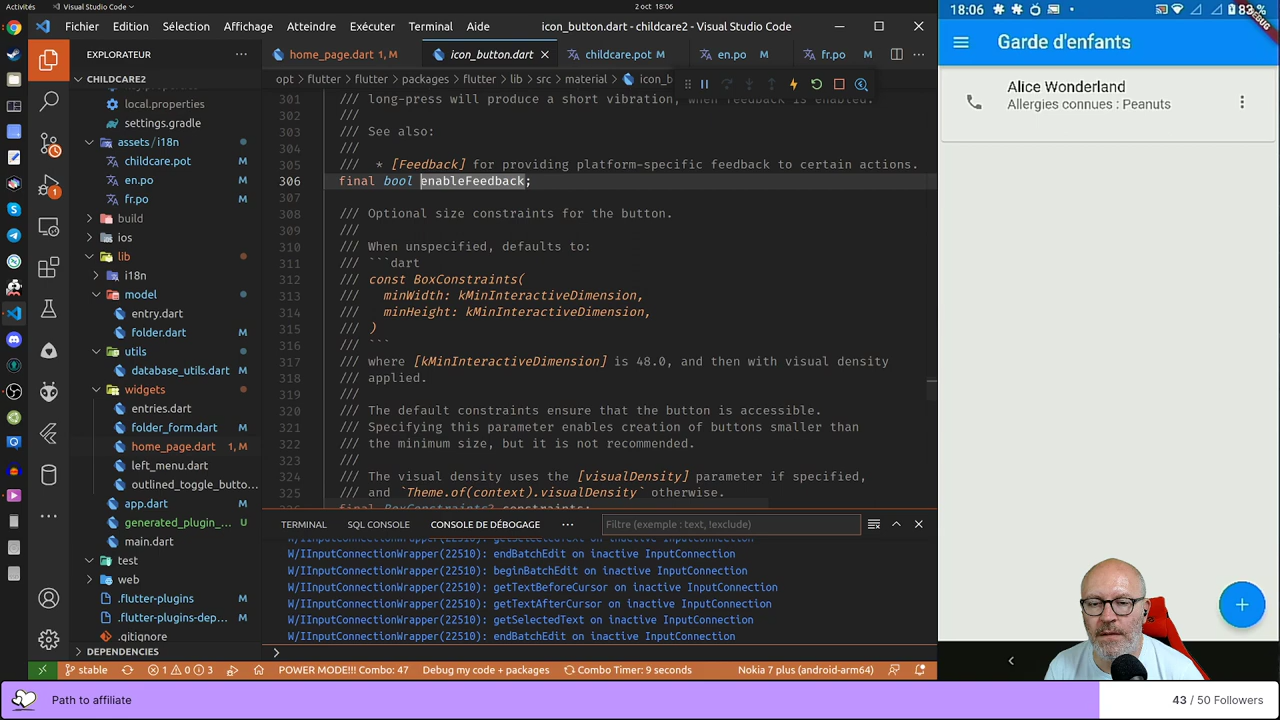 Activités
Visual Studio Code
2 oct 18:06
Fichier Edition Sélection Affichage Atteindre Exécuter Terminal Aide
icon_button.dart - childcare2 - Visual Studio Code
EXPLORATEUR
home_page.dart 1, M
icon_button.dart
childcare.pot M
en.po M
fr.po M
opt > flutter > flutter > packages > flutter > lib > src > material >
CHILDCARE2
local.properties
settings.gradle
assets / i18n
childcare.pot M
en.po M
fr.po M
build
ios
lib
i18n
model
entry.dart
folder.dart M
utils
database_utils.dart M
widgets
entries.dart
folder_form.dart M
home_page.dart 1, M
left_menu.dart
outlined_toggle_butto...
app.dart M
generated_plugin_... U
main.dart
test
web
.flutter-plugins M
.flutter-plugins-dep... M
.gitignore
DEPENDENCIES
301 /// long-press will produce a short vibration, when feedback is enabled.
302 ///
303 /// See also:
304 ///
305 /// * [Feedback] for providing platform-specific feedback to certain actions.
306 final bool enableFeedback;
307
308 /// Optional size constraints for the button.
309 ///
310 /// When unspecified, defaults to:
311 /// ```dart
312 /// const BoxConstraints(
313 /// minWidth: kMinInteractiveDimension,
314 /// minHeight: kMinInteractiveDimension,
315 /// )
316 /// ```
317 /// where [kMinInteractiveDimension] is 48.0, and then with visual density
318 /// applied.
319 ///
320 /// The default constraints ensure that the button is accessible.
321 /// Specifying this parameter enables creation of buttons smaller than
322 /// the minimum size, but it is not recommended.
323 ///
324 /// The visual density uses the [visualDensity] parameter if specified,
325 /// and `Theme.of(context).visualDensity` otherwise.
TERMINAL SQL CONSOLE CONSOLE DE DÉBOGAGE
Filtre (exemple : text, !exclude)
W/IInputConnectionWrapper(22510): getSelectedText on inactive InputConnection
W/IInputConnectionWrapper(22510): endBatchEdit on inactive InputConnection
W/IInputConnectionWrapper(22510): beginBatchEdit on inactive InputConnection
W/IInputConnectionWrapper(22510): getTextBeforeCursor on inactive InputConnection
W/IInputConnectionWrapper(22510): getTextAfterCursor on inactive InputConnection
W/IInputConnectionWrapper(22510): getSelectedText on inactive InputConnection
W/IInputConnectionWrapper(22510): endBatchEdit on inactive InputConnection
stable 1 0 3 POWER MODE!!! Combo: 47 Debug my code + packages Combo Timer: 9 seconds Nokia 7 plus (android-arm64)
18:06
Garde d'enfants
Alice Wonderland
Allergies connues : Peanuts
Path to affiliate
43 / 50 Followers